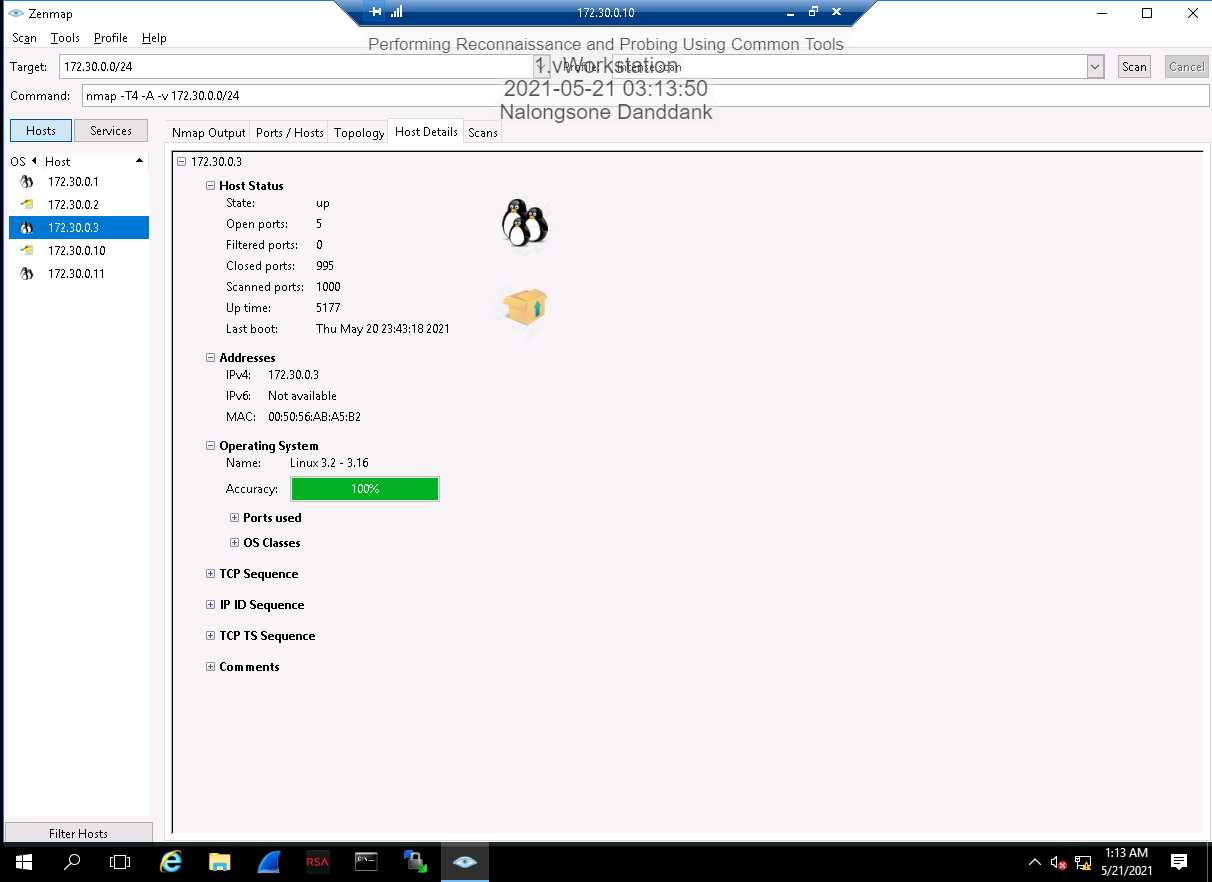 Zenmap
172.30.0.10
Scan Tools Profile Help
Performing Reconnaissance and Probing Using Common Tools
Target: 172.30.0.0/24 Profile: Intense scan Scan Cancel
1.vWorkstation
2021-05-21 03:13:50
Command: nmap -T4 -A -v 172.30.0.0/24
Nalongsone Danddank
Hosts Services
Nmap Output Ports / Hosts Topology Host Details Scans
OS Host
172.30.0.1
172.30.0.2
172.30.0.3
172.30.0.10
172.30.0.11
172.30.0.3
Host Status
State: up
Open ports: 5
Filtered ports: 0
Closed ports: 995
Scanned ports: 1000
Up time: 5177
Last boot: Thu May 20 23:43:18 2021
Addresses
IPv4: 172.30.0.3
IPv6: Not available
MAC: 00:50:56:AB:A5:B2
Operating System
Name: Linux 3.2 - 3.16
Accuracy: 100%
Ports used
OS Classes
TCP Sequence
IP ID Sequence
TCP TS Sequence
Comments
Filter Hosts
RSA
1:13 AM
5/21/2021